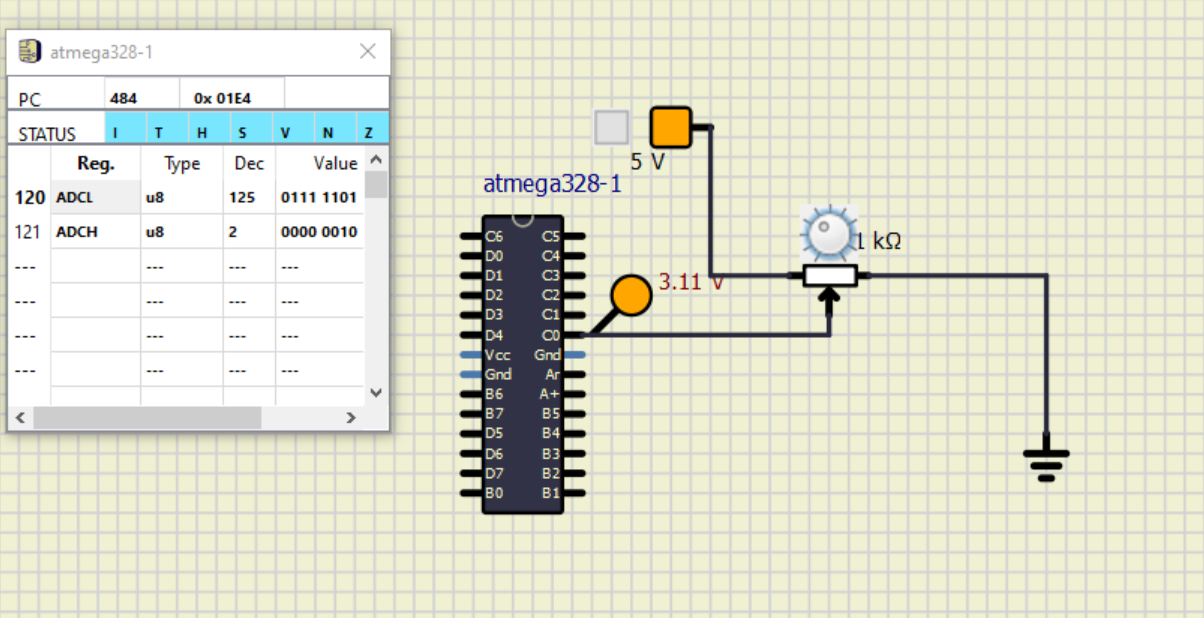 atmega328-1
PC 484 0x 01E4
STATUS I T H S V N Z
Reg. Type Dec Value
120 ADCL u8 125 0111 1101
121 ADCH u8 2 0000 0010
--- --- --- ---
--- --- --- ---
--- --- --- ---
--- --- --- ---
5 V
atmega328-1
1 kΩ
3.11 V
C6 C5
D0 C4
D1 C3
D2 C2
D3 C1
D4 C0
Vcc Gnd
Gnd Ar
B6 A+
B7 B5
D5 B4
D6 B3
D7 B2
B0 B1